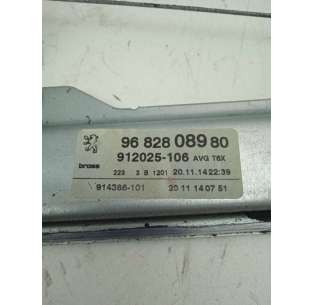 96 828 089 80
912025-106 AVG T6X
brose 223 3 B 1201 20.11.14 22:39
914386-101 20 11 14 07 51